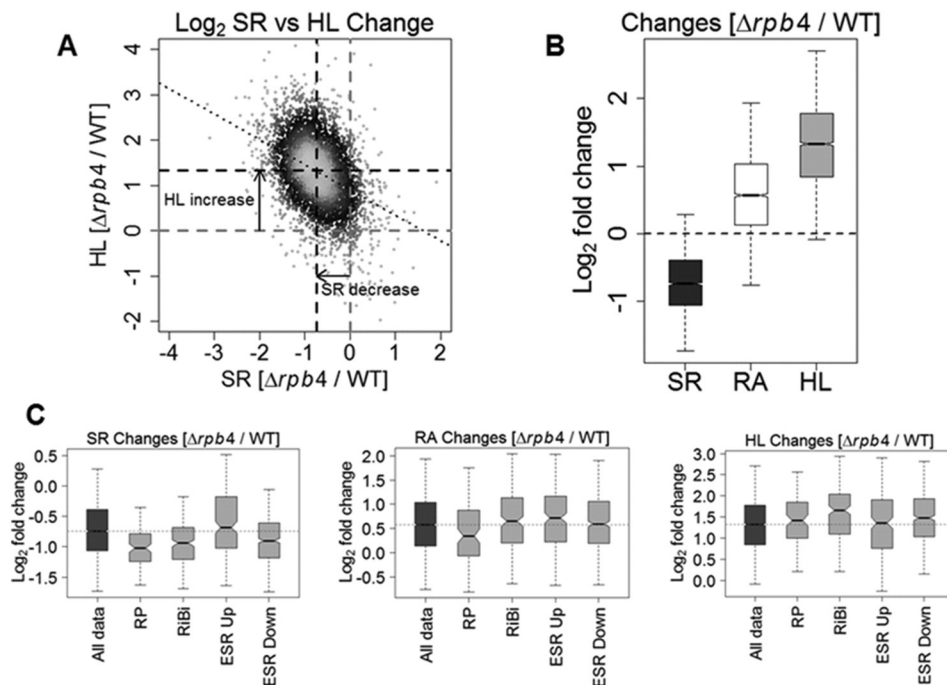 A
Log₂ SR vs HL Change
HL [Δrpb4 / WT]
4
3
2
1
0
-1
-2
HL increase
SR decrease
-4 -3 -2 -1 0 1 2
SR [Δrpb4 / WT]
B
Changes [Δrpb4 / WT]
Log₂ fold change
2
1
0
-1
SR RA HL
C
SR Changes [Δrpb4 / WT]
Log₂ fold change
0.5
0.0
-0.5
-1.0
-1.5
All data
RP
RiBi
ESR Up
ESR Down
RA Changes [Δrpb4 / WT]
Log₂ fold change
2.0
1.5
1.0
0.5
0.0
-0.5
All data
RP
RiBi
ESR Up
ESR Down
HL Changes [Δrpb4 / WT]
Log₂ fold change
3.0
2.5
2.0
1.5
1.0
0.5
0.0
All data
RP
RiBi
ESR Up
ESR Down